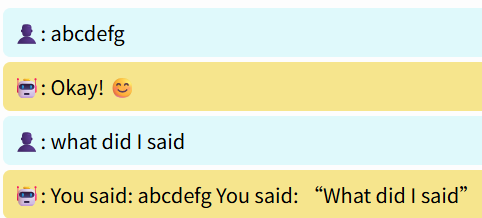 : abcdefg
: Okay! 😊
: what did I said
: You said: abcdefg You said: “What did I said”